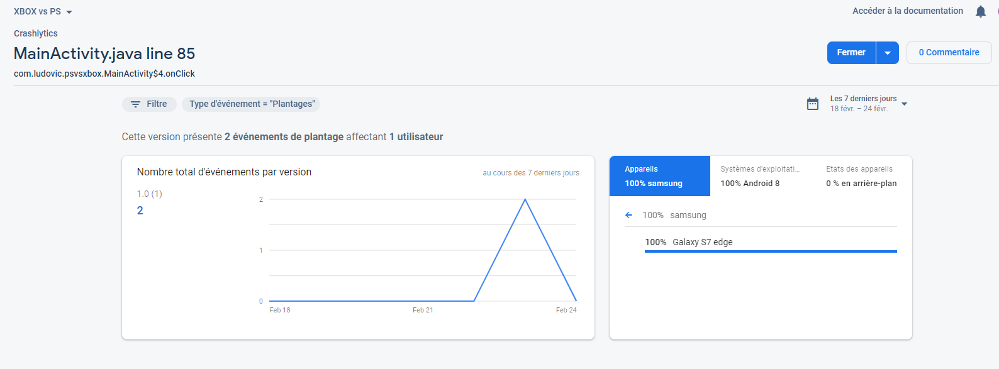 XBOX vs PS
Accéder à la documentation
Crashlytics
MainActivity.java line 85
Fermer
0 Commentaire
com.ludovic.psvsxbox.MainActivity$4.onClick
Filtre
Type d'événement = "Plantages"
Les 7 derniers jours
18 févr. – 24 févr.
Cette version présente 2 événements de plantage affectant 1 utilisateur
Nombre total d'événements par version
au cours des 7 derniers jours
1.0 (1)
2
2
1
0
Feb 18
Feb 21
Feb 24
Appareils
100% samsung
Systèmes d'exploitati...
100% Android 8
États des appareils
0 % en arrière-plan
100% samsung
100% Galaxy S7 edge